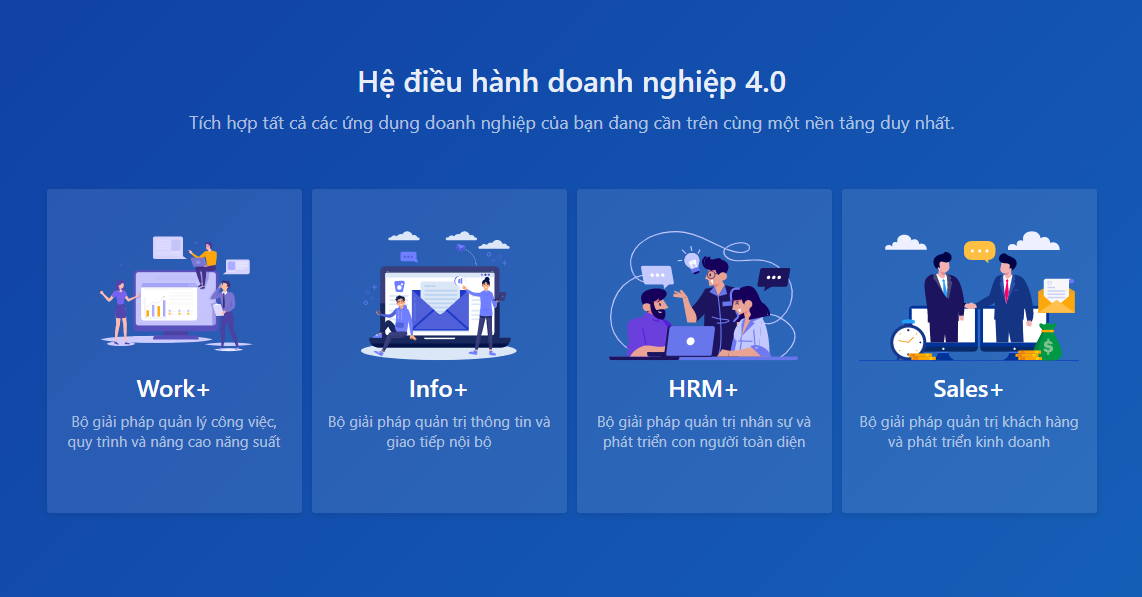 Hệ điều hành doanh nghiệp 4.0
Tích hợp tất cả các ứng dụng doanh nghiệp của bạn đang cần trên cùng một nền tảng duy nhất.
Work+
Bộ giải pháp quản lý công việc,
quy trình và nâng cao năng suất
Info+
Bộ giải pháp quản trị thông tin và
giao tiếp nội bộ
HRM+
Bộ giải pháp quản trị nhân sự và
phát triển con người toàn diện
Sales+
Bộ giải pháp quản trị khách hàng
và phát triển kinh doanh